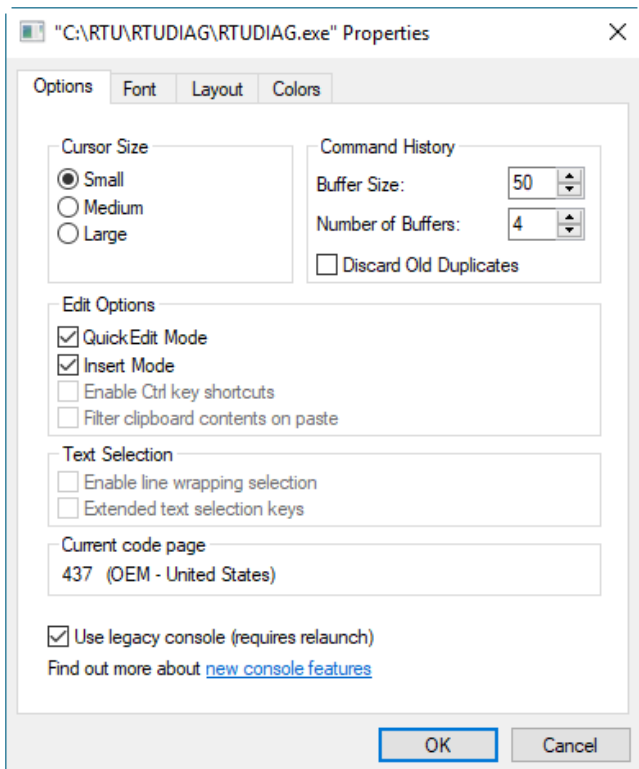 "C:\RTU\RTUDIAG\RTUDIAG.exe" Properties
Options Font Layout Colors
Cursor Size
Small
Medium
Large
Command History
Buffer Size: 50
Number of Buffers: 4
Discard Old Duplicates
Edit Options
QuickEdit Mode
Insert Mode
Enable Ctrl key shortcuts
Filter clipboard contents on paste
Text Selection
Enable line wrapping selection
Extended text selection keys
Current code page
437 (OEM - United States)
Use legacy console (requires relaunch)
Find out more about new console features
OK Cancel